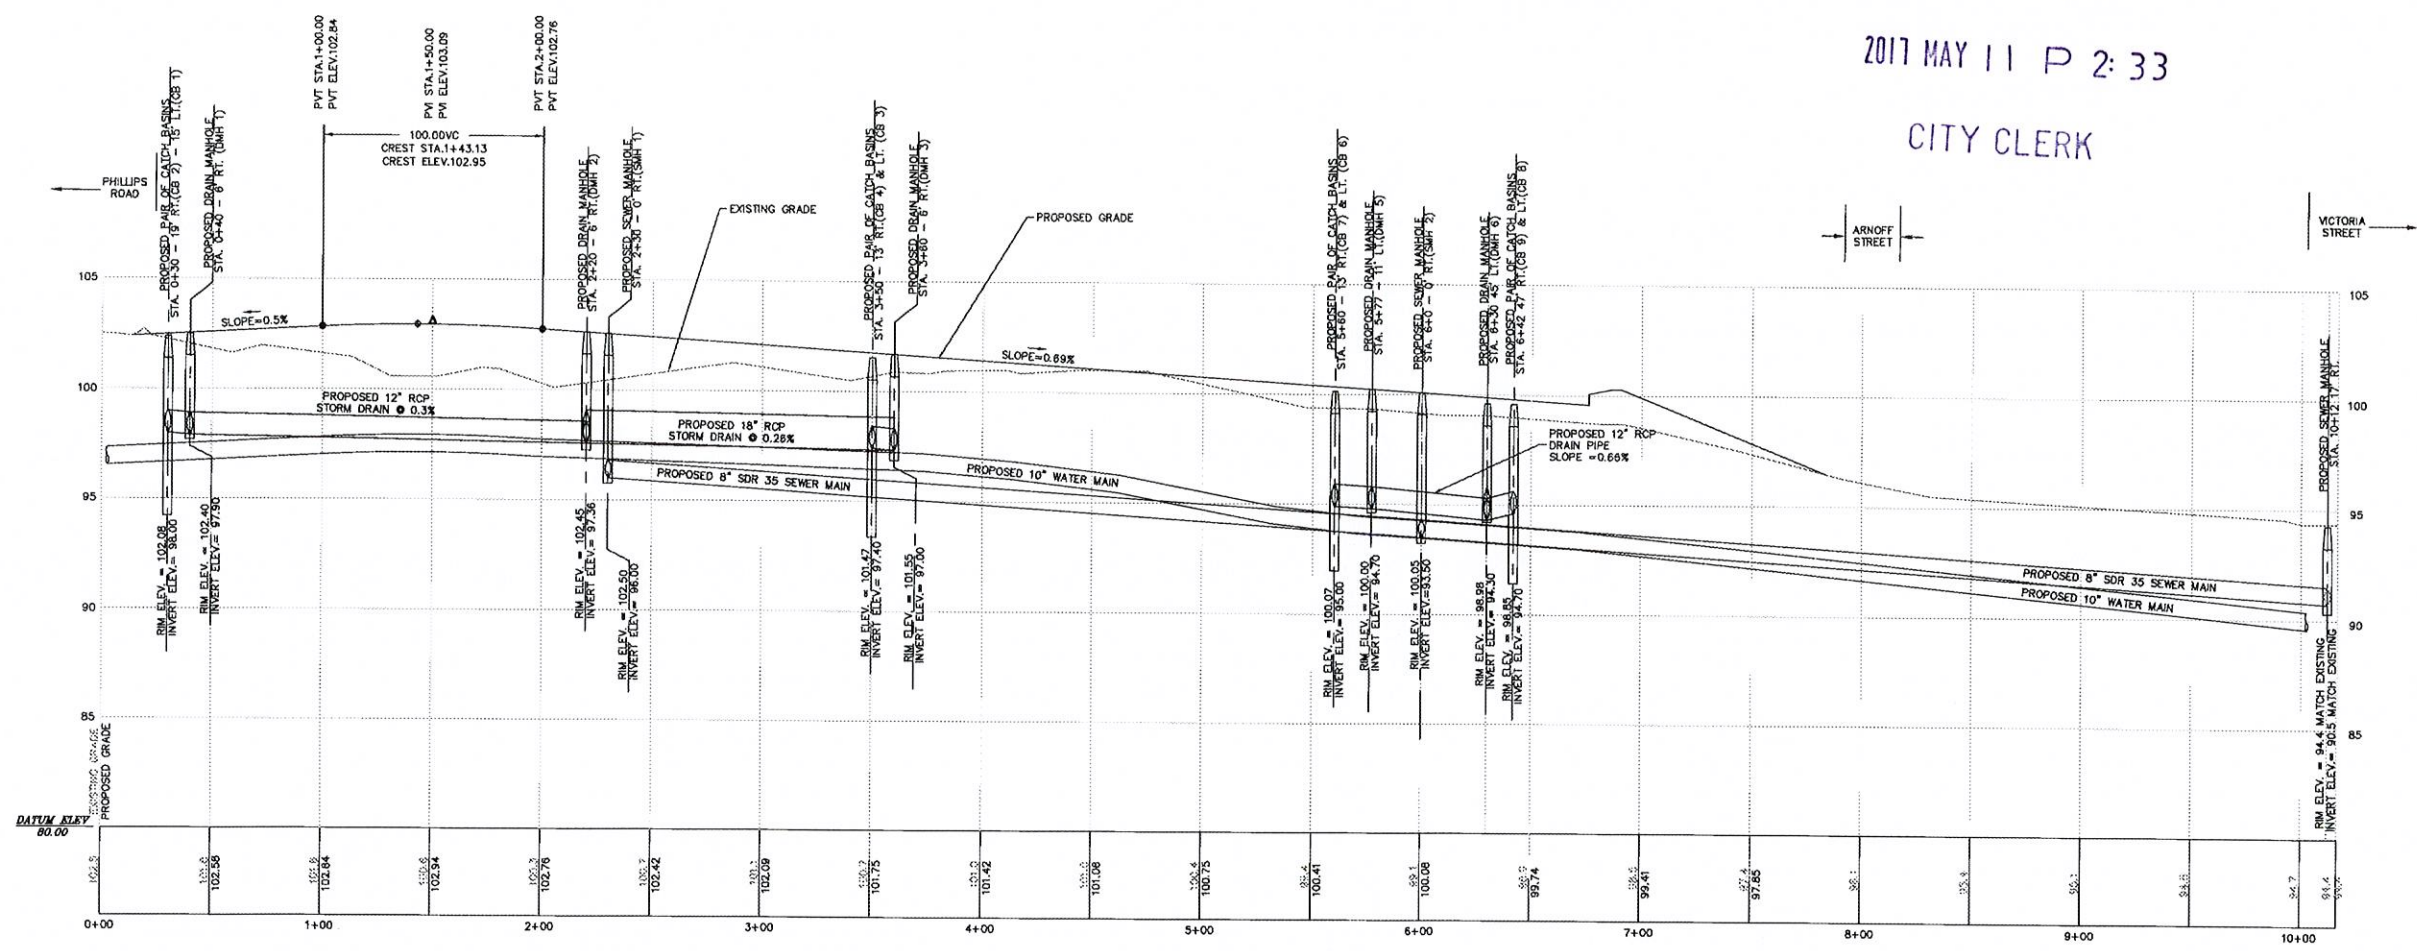 2017 MAY 11 P 2:33
CITY CLERK
PVT STA.1+00.00
PVT ELEV.102.84
PVI STA.1+50.00
PVI ELEV.103.09
PVT STA.2+00.00
PVT ELEV.102.76
100.00VC
CREST STA.1+43.13
CREST ELEV.102.95
PHILLIPS
ROAD
PROPOSED PAIR OF CATCH BASINS
STA. 0+30 - 19' RT.(CB 2) - 15' LT.(CB 1)
PROPOSED DRAIN MANHOLE
STA. 0+40 - 6' RT. (DMH 1)
PROPOSED DRAIN MANHOLE
STA. 2+20 - 6' RT.(DMH 2)
PROPOSED SEWER MANHOLE
STA. 2+30 - 0' RT.(SMH 1)
EXISTING GRADE
PROPOSED PAIR OF CATCH BASINS
STA. 3+50 - 13' RT.(CB 4) & LT. (CB 3)
PROPOSED DRAIN MANHOLE
STA. 3+60 - 6' RT.(DMH 3)
PROPOSED GRADE
PROPOSED PAIR OF CATCH BASINS
STA. 5+60 - 13' RT.(CB 7) & LT. (CB 6)
PROPOSED DRAIN MANHOLE
STA. 5+77 - 11' LT.(DMH 5)
PROPOSED SEWER MANHOLE
STA. 6+0 - 0' RT.(SMH 2)
PROPOSED DRAIN MANHOLE
STA. 6+30 45' LT.(DMH 6)
PROPOSED PAIR OF CATCH BASINS
STA. 6+42 47' RT.(CB 9) & LT.(CB 8)
ARNOFF
STREET
VICTORIA
STREET
PROPOSED SEWER MANHOLE
STA. 10+12 17' RT.
105
105
SLOPE=0.5%
SLOPE=0.69%
100
100
PROPOSED 12" RCP
STORM DRAIN @ 0.3%
PROPOSED 18" RCP
STORM DRAIN @ 0.28%
PROPOSED 12" RCP
DRAIN PIPE
SLOPE =0.66%
PROPOSED 10" WATER MAIN
PROPOSED 8" SDR 35 SEWER MAIN
95
95
PROPOSED 8" SDR 35 SEWER MAIN
PROPOSED 10" WATER MAIN
90
90
RIM ELEV. = 102.08
INVERT ELEV.= 98.00
RIM ELEV. = 102.40
INVERT ELEV.= 97.90
RIM ELEV. = 102.45
INVERT ELEV.= 97.36
RIM ELEV. = 102.50
INVERT ELEV.= 96.00
RIM ELEV. = 101.47
INVERT ELEV.= 97.40
RIM ELEV. = 101.55
INVERT ELEV.= 97.00
RIM ELEV. = 100.07
INVERT ELEV.= 95.00
RIM ELEV. = 100.00
INVERT ELEV.= 94.70
RIM ELEV. = 100.05
INVERT ELEV.=93.50
RIM ELEV. = 98.98
INVERT ELEV.= 94.30
RIM ELEV. = 98.85
INVERT ELEV.= 94.70
RIM ELEV. = 94.4 MATCH EXISTING
INVERT ELEV.= 90.5 MATCH EXISTING
85
85
EXISTING GRADE
PROPOSED GRADE
DATUM ELEV
80.00
102.58
102.84
102.94
102.76
102.42
102.09
101.75
101.42
101.08
100.75
100.41
100.08
99.74
99.41
97.85
0+00
1+00
2+00
3+00
4+00
5+00
6+00
7+00
8+00
9+00
10+00